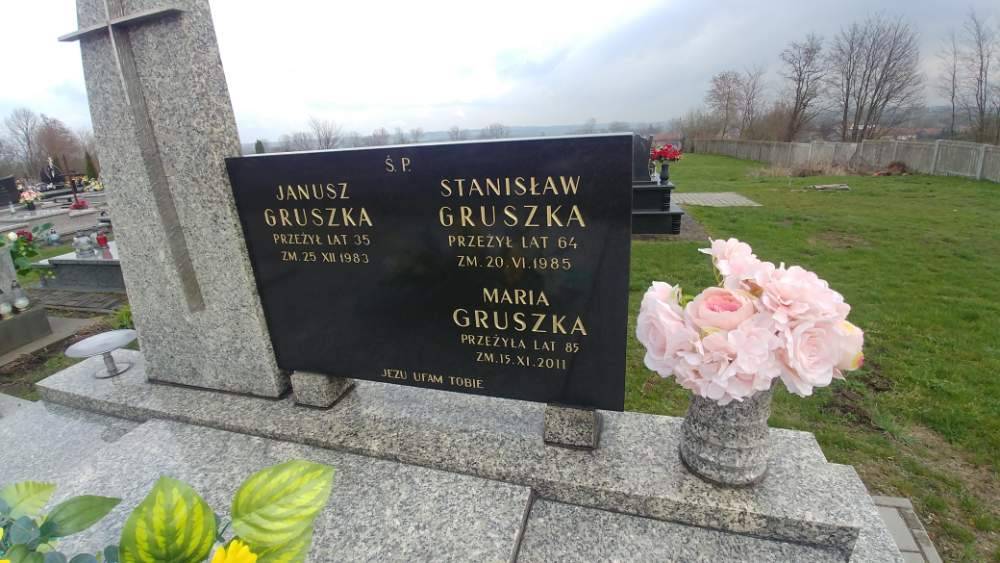 Ś. P.
JANUSZ
GRUSZKA
PRZEŻYŁ LAT 35
ZM. 25 XII 1983
STANISŁAW
GRUSZKA
PRZEŻYŁ LAT 64
ZM. 20.VI.1985
MARIA
GRUSZKA
PRZEŻYŁA LAT 85
ZM.15.XI.2011
JEZU UFAM TOBIE